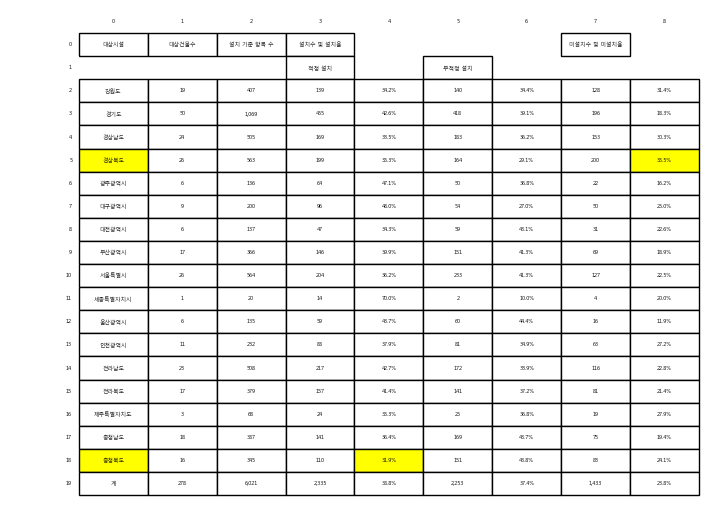 0 1 2 3 4 5 6 7 8
0 대상시설 대상건물수 설치 기준 항목 수 설치수 및 설치율 미설치수 및 미설치율
1 적정 설치 부적정 설치
2 강원도 19 407 139 34.2% 140 34.4% 128 31.4%
3 경기도 50 1,069 455 42.6% 418 39.1% 196 18.3%
4 경상남도 24 505 169 33.5% 183 36.2% 153 30.3%
5 경상북도 26 563 199 35.3% 164 29.1% 200 35.5%
6 광주광역시 6 136 64 47.1% 50 36.8% 22 16.2%
7 대구광역시 9 200 96 48.0% 54 27.0% 50 25.0%
8 대전광역시 6 137 47 34.3% 59 43.1% 31 22.6%
9 부산광역시 17 366 146 39.9% 151 41.3% 69 18.9%
10 서울특별시 26 564 204 36.2% 233 41.3% 127 22.5%
11 세종특별자치시 1 20 14 70.0% 2 10.0% 4 20.0%
12 울산광역시 6 135 59 43.7% 60 44.4% 16 11.9%
13 인천광역시 11 232 88 37.9% 81 34.9% 63 27.2%
14 전라남도 23 508 217 42.7% 172 33.9% 116 22.8%
15 전라북도 17 379 157 41.4% 141 37.2% 81 21.4%
16 제주특별자치도 3 68 24 35.3% 25 36.8% 19 27.9%
17 충청남도 18 387 141 36.4% 169 43.7% 75 19.4%
18 충청북도 16 345 110 31.9% 151 43.8% 83 24.1%
19 계 278 6,021 2,335 38.8% 2,253 37.4% 1,433 23.8%